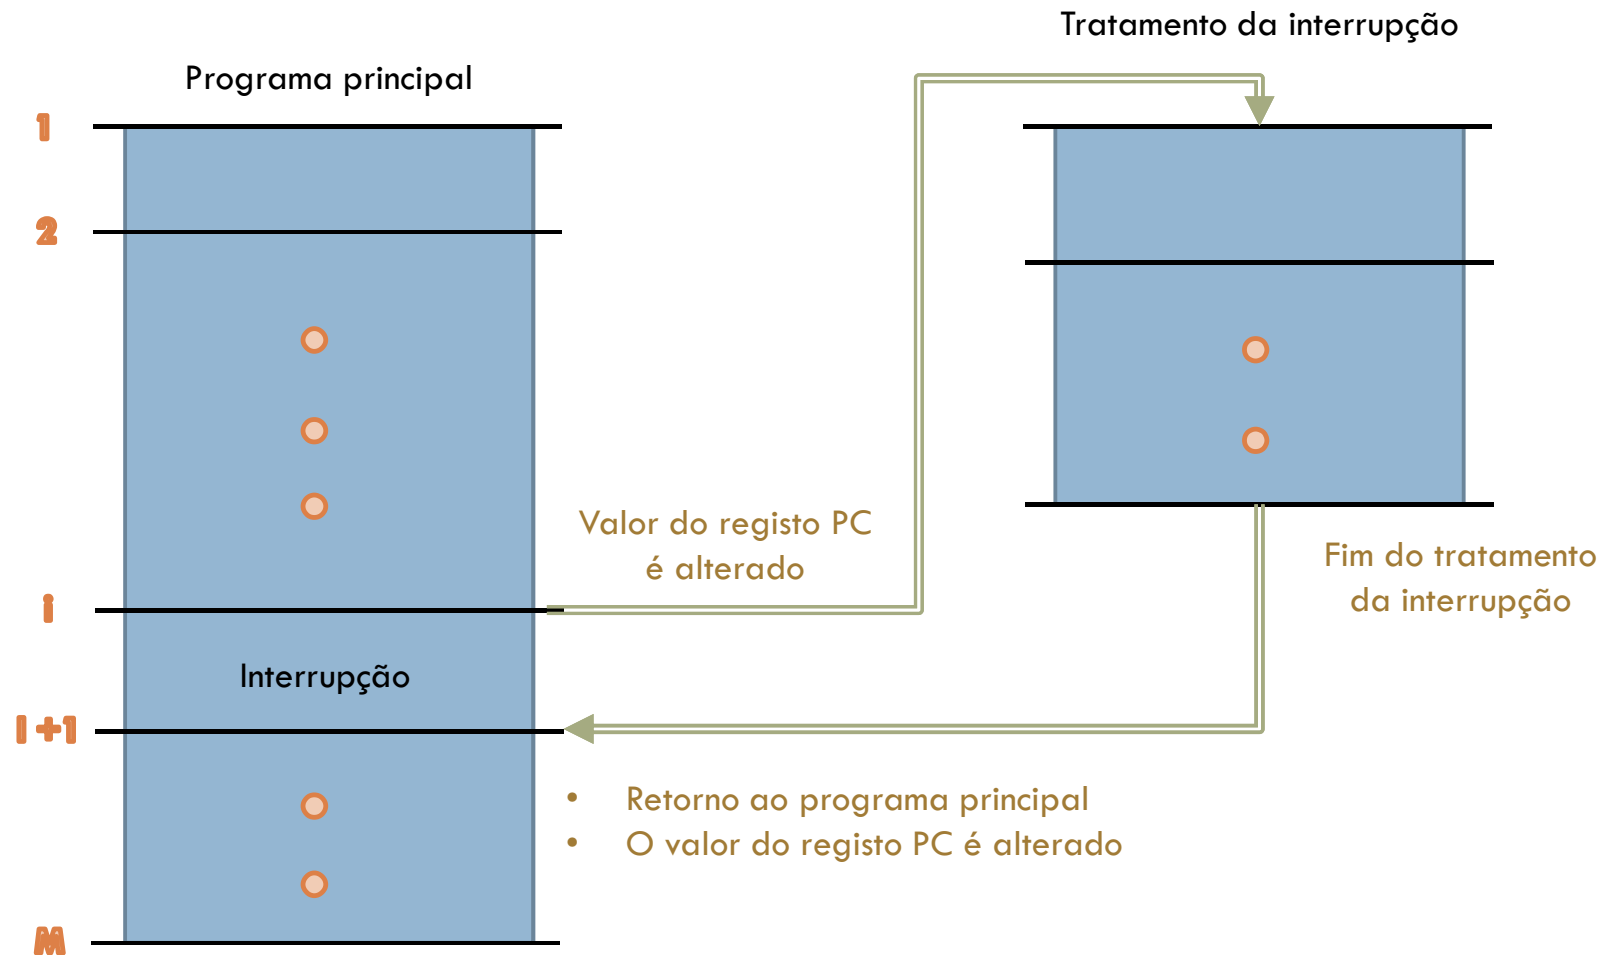 Tratamento da interrupção
Programa principal
1
2
Valor do registo PC
é alterado
Fim do tratamento
da interrupção
i
Interrupção
I +1
• Retorno ao programa principal
• O valor do registo PC é alterado
M